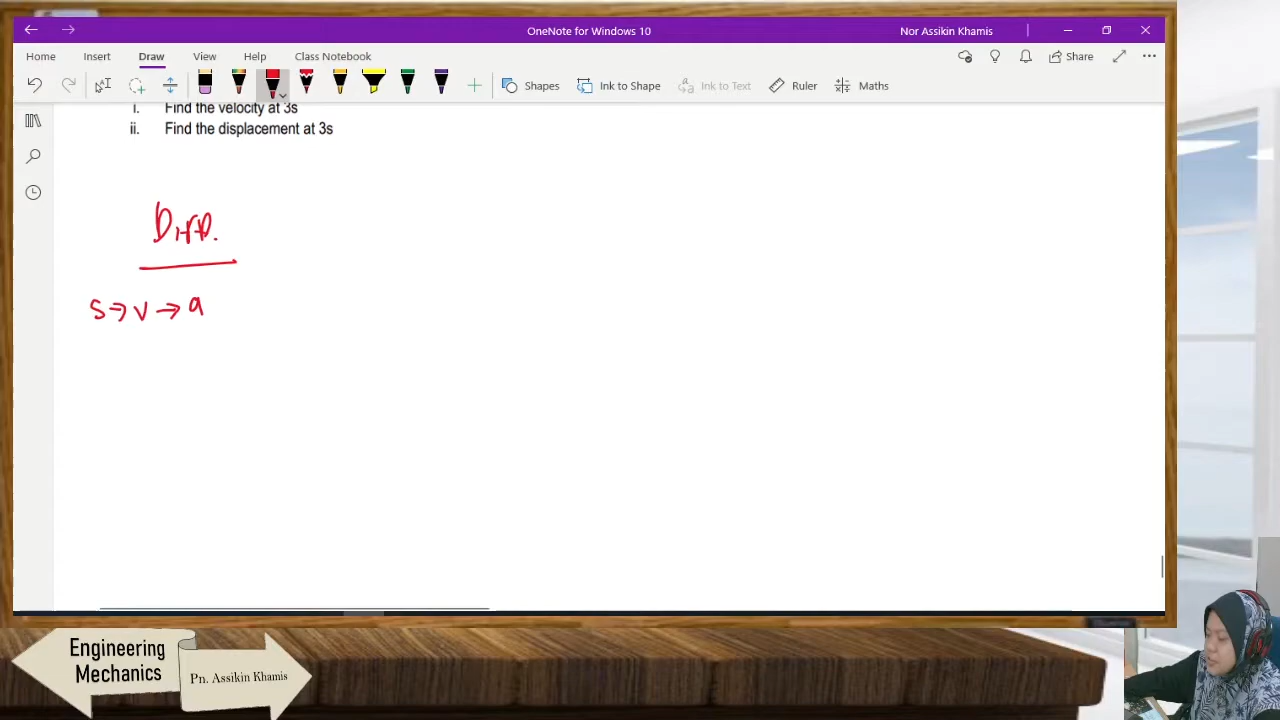 OneNote for Windows 10
Nor Assikin Khamis
Home Insert Draw View Help Class Notebook
Share
Shapes Ink to Shape Ink to Text Ruler Maths
i. Find the velocity at 3s
ii. Find the displacement at 3s
S → V → a
Engineering
Mechanics
Pn. Assikin Khamis